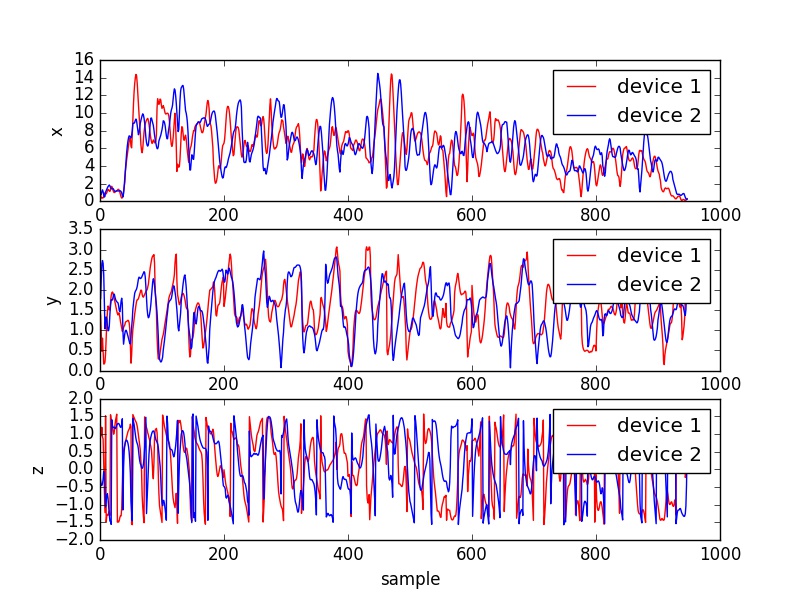 16
14
12
10
8
6
4
2
0
x
device 1
device 2
0 200 400 600 800 1000
3.5
3.0
2.5
2.0
1.5
1.0
0.5
0.0
y
device 1
device 2
0 200 400 600 800 1000
2.0
1.5
1.0
0.5
0.0
−0.5
−1.0
−1.5
−2.0
z
device 1
device 2
0 200 400 600 800 1000
sample